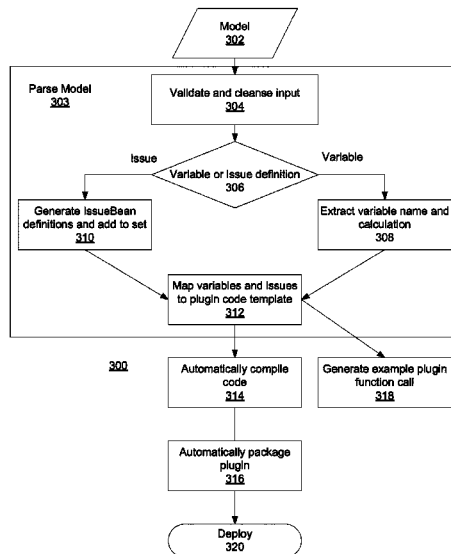 Model
302
Parse Model
303
Validate and cleanse input
304
Issue
Variable
Variable or Issue definition
306
Generate IssueBean
definitions and add to set
310
Extract variable name and
calculation
308
Map variables and Issues
to plugin code template
312
300
Automatically compile
code
314
Generate example plugin
function call
318
Automatically package
plugin
316
Deploy
320